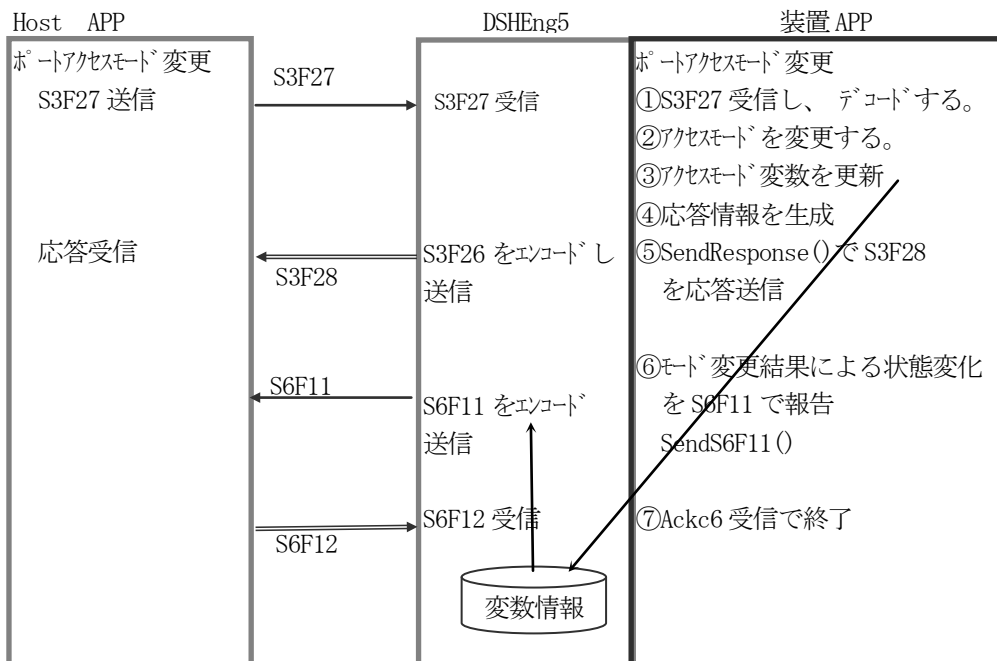 Host APP
DSHEng5
装置 APP
ﾎﾟｰﾄｱｸｾｽﾓｰﾄﾞ変更
S3F27 送信
S3F27
S3F27 受信
ﾎﾟｰﾄｱｸｾｽﾓｰﾄﾞ変更
①S3F27 受信し、 ﾃﾞｺｰﾄﾞする。
②ｱｸｾｽﾓｰﾄﾞを変更する。
③ｱｸｾｽﾓｰﾄﾞ変数を更新
④応答情報を生成
応答受信
S3F28
S3F26 をｴﾝｺｰﾄﾞし
送信
⑤SendResponse()で S3F28
を応答送信
S6F11
S6F11 をｴﾝｺｰﾄﾞ
送信
⑥ﾓｰﾄﾞ変更結果による状態変化
を S6F11 で報告
SendS6F11()
S6F12
S6F12 受信
⑦Ackc6 受信で終了
変数情報